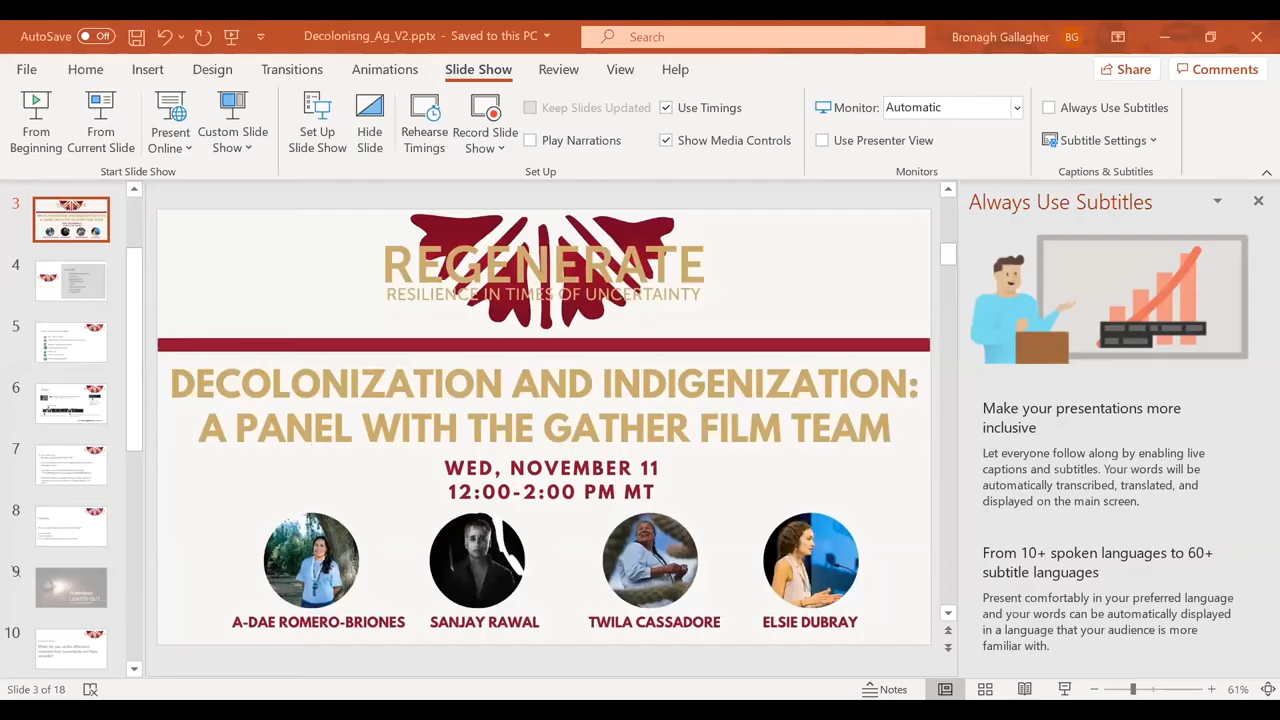 AutoSave Off Decolonisng_Ag_V2.pptx - Saved to this PC Search Bronagh Gallagher BG
File Home Insert Design Transitions Animations Slide Show Review View Help Share Comments
From Beginning
From Current Slide
Present Online
Custom Slide Show
Start Slide Show
Set Up Slide Show
Hide Slide
Rehearse Timings
Record Slide Show
Keep Slides Updated
Use Timings
Play Narrations
Show Media Controls
Set Up
Monitor: Automatic
Use Presenter View
Monitors
Always Use Subtitles
Subtitle Settings
Captions & Subtitles
3
4
5
6
7
8
9
10
REGENERATE
RESILIENCE IN TIMES OF UNCERTAINTY
DECOLONIZATION AND INDIGENIZATION:
A PANEL WITH THE GATHER FILM TEAM
WED, NOVEMBER 11
12:00-2:00 PM MT
A-DAE ROMERO-BRIONES SANJAY RAWAL TWILA CASSADORE ELSIE DUBRAY
Always Use Subtitles
Make your presentations more
inclusive
Let everyone follow along by enabling live
captions and subtitles. Your words will be
automatically transcribed, translated, and
displayed on the main screen.
From 10+ spoken languages to 60+
subtitle languages
Present comfortably in your preferred language
and your words can be automatically displayed
in a language that your audience is more
familiar with.
Slide 3 of 18 Notes 61%